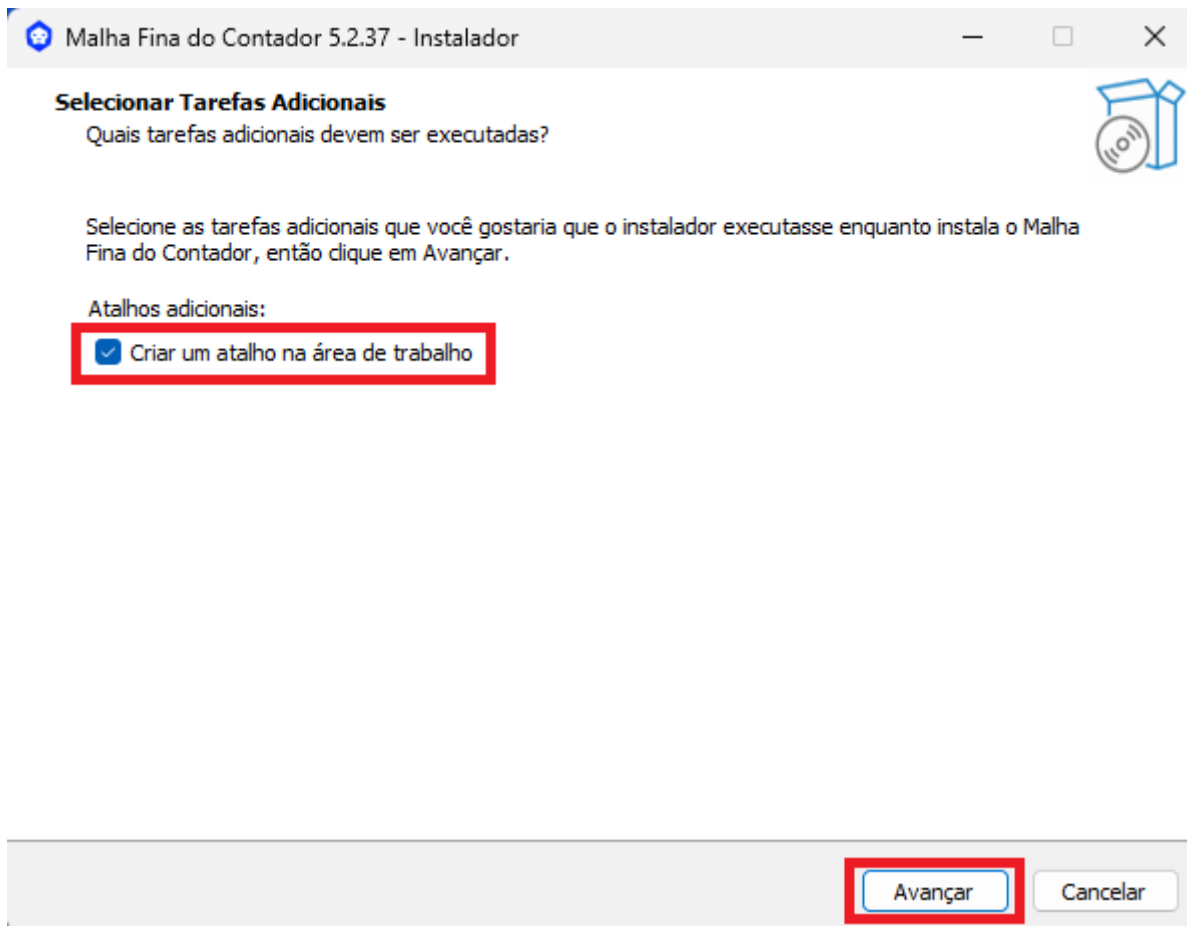 Malha Fina do Contador 5.2.37 - Instalador
Selecionar Tarefas Adicionais
Quais tarefas adicionais devem ser executadas?
Selecione as tarefas adicionais que você gostaria que o instalador executasse enquanto instala o Malha
Fina do Contador, então clique em Avançar.
Atalhos adicionais:
Criar um atalho na área de trabalho
Avançar
Cancelar